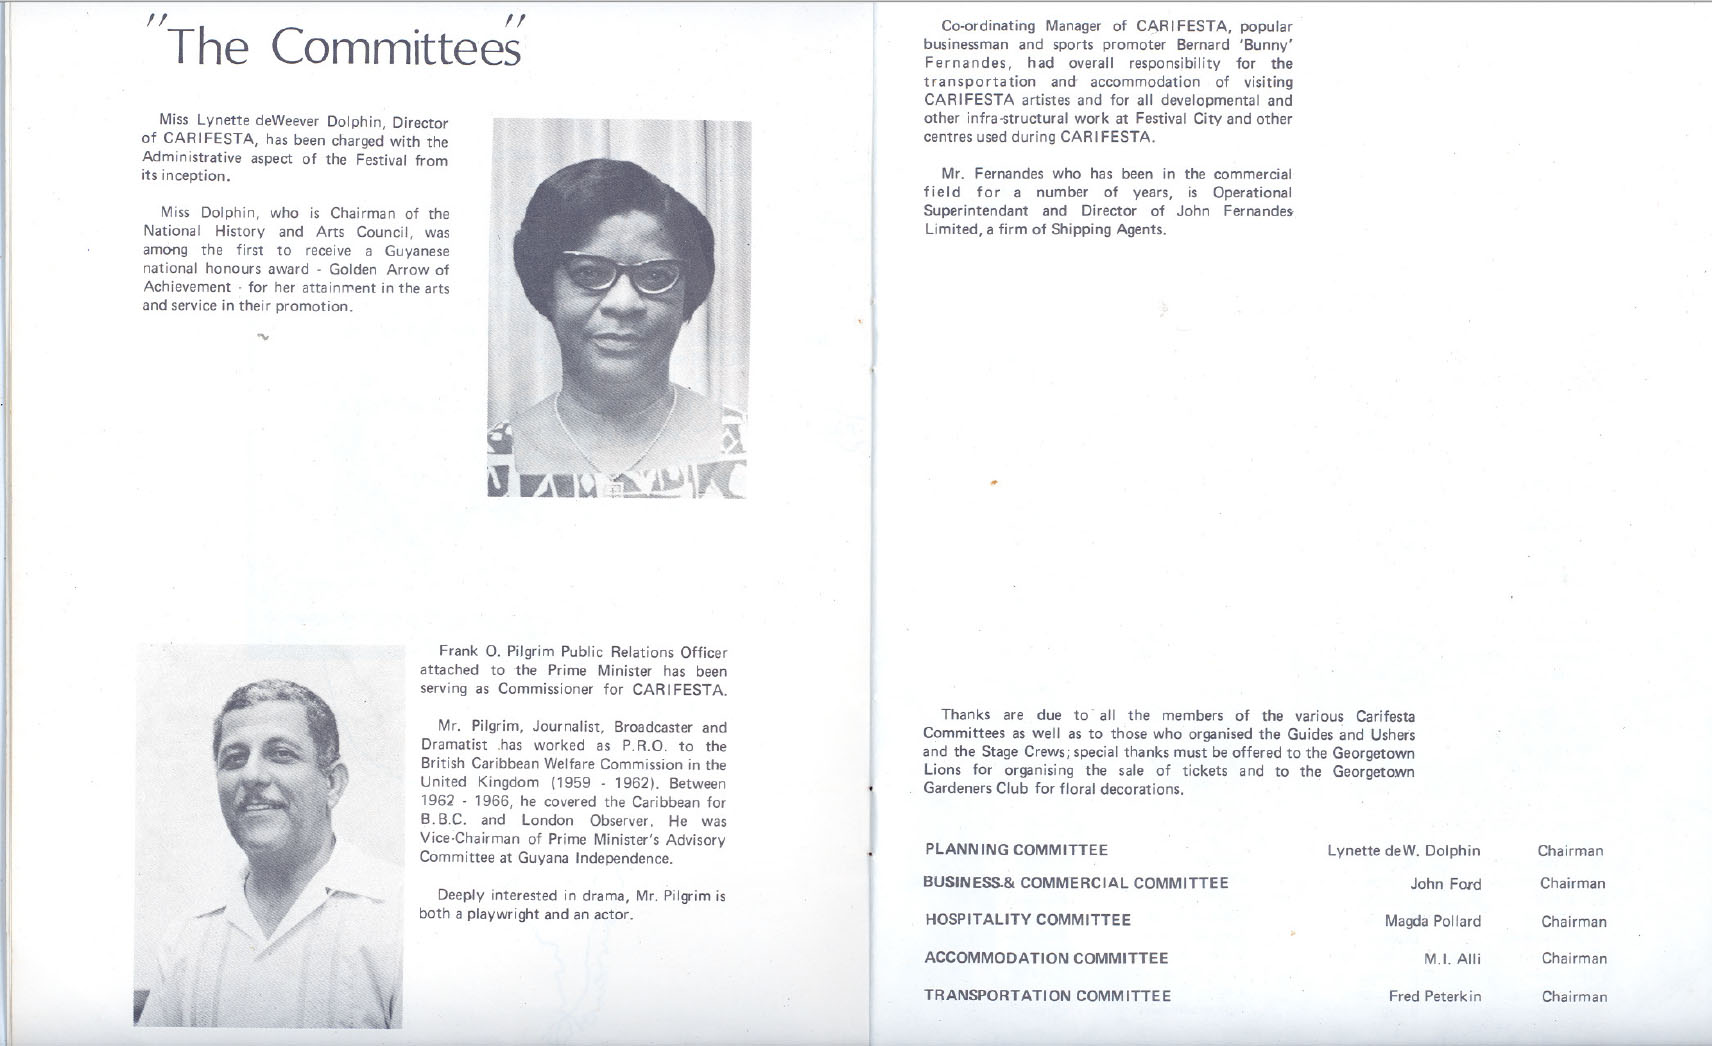 "The Committees"
Miss Lynette deWeever Dolphin, Director
of CARIFESTA, has been charged with the
Administrative aspect of the Festival from
its inception.
Miss Dolphin, who is Chairman of the
National History and Arts Council, was
among the first to receive a Guyanese
national honours award - Golden Arrow of
Achievement - for her attainment in the arts
and service in their promotion.
Frank O. Pilgrim Public Relations Officer
attached to the Prime Minister has been
serving as Commissioner for CARIFESTA.
Mr. Pilgrim, Journalist, Broadcaster and
Dramatist has worked as P.R.O. to the
British Caribbean Welfare Commission in the
United Kingdom (1959 - 1962). Between
1962 - 1966, he covered the Caribbean for
B.B.C. and London Observer. He was
Vice-Chairman of Prime Minister's Advisory
Committee at Guyana Independence.
Deeply interested in drama, Mr. Pilgrim is
both a playwright and an actor.
Co-ordinating Manager of CARIFESTA, popular
businessman and sports promoter Bernard 'Bunny'
Fernandes, had overall responsibility for the
transportation and accommodation of visiting
CARIFESTA artistes and for all developmental and
other infra-structural work at Festival City and other
centres used during CARIFESTA.
Mr. Fernandes who has been in the commercial
field for a number of years, is Operational
Superintendant and Director of John Fernandes
Limited, a firm of Shipping Agents.
Thanks are due to all the members of the various Carifesta
Committees as well as to those who organised the Guides and Ushers
and the Stage Crews; special thanks must be offered to the Georgetown
Lions for organising the sale of tickets and to the Georgetown
Gardeners Club for floral decorations.
PLANNING COMMITTEE Lynette deW. Dolphin Chairman
BUSINESS & COMMERCIAL COMMITTEE John Ford Chairman
HOSPITALITY COMMITTEE Magda Pollard Chairman
ACCOMMODATION COMMITTEE M.I. Alli Chairman
TRANSPORTATION COMMITTEE Fred Peterkin Chairman